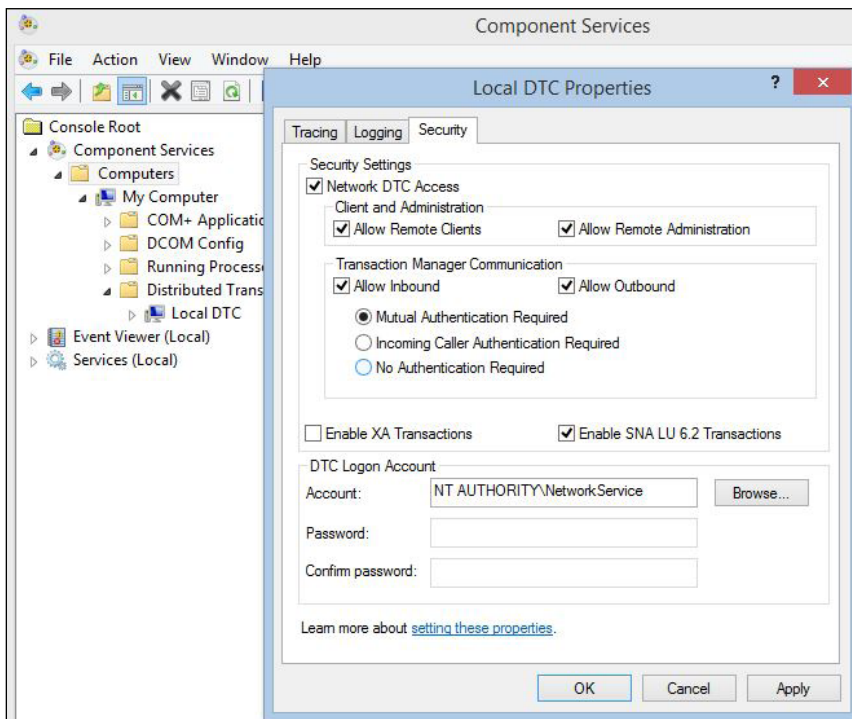 Component Services
File Action View Window Help
Console Root
Component Services
Computers
My Computer
COM+ Applicatic
DCOM Config
Running Processe
Distributed Trans
Local DTC
Event Viewer (Local)
Services (Local)
Local DTC Properties
? ×
Tracing Logging Security
Security Settings
Network DTC Access
Client and Administration
Allow Remote Clients Allow Remote Administration
Transaction Manager Communication
Allow Inbound Allow Outbound
Mutual Authentication Required
Incoming Caller Authentication Required
No Authentication Required
Enable XA Transactions Enable SNA LU 6.2 Transactions
DTC Logon Account
Account: NT AUTHORITY\NetworkService Browse...
Password:
Confirm password:
Learn more about setting these properties.
OK Cancel Apply